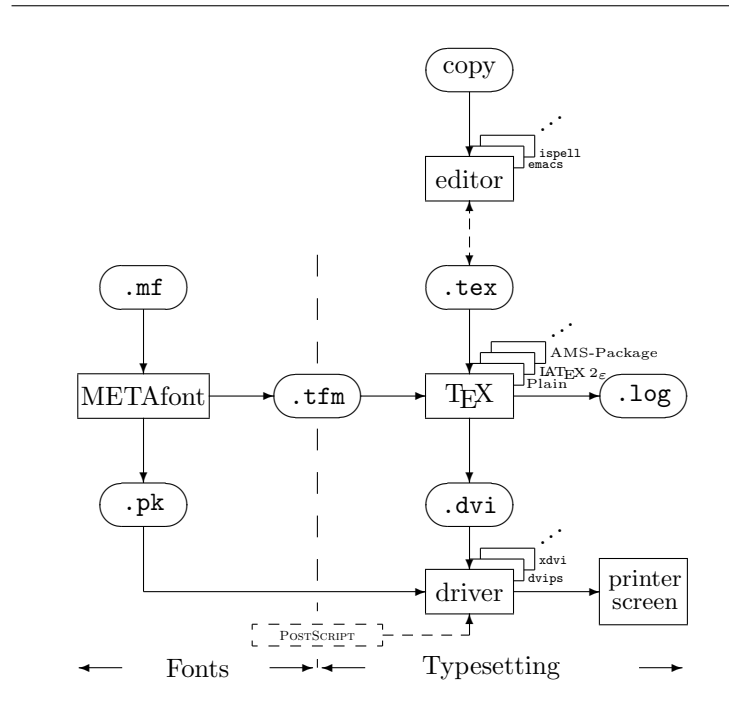 copy
ispell
emacs
editor
.mf
.tex
AMS-Package
LATEX 2ε
Plain
METAfont
.tfm
TEX
.log
.pk
.dvi
xdvi
dvips
driver
printer
screen
POSTSCRIPT
Fonts
Typesetting